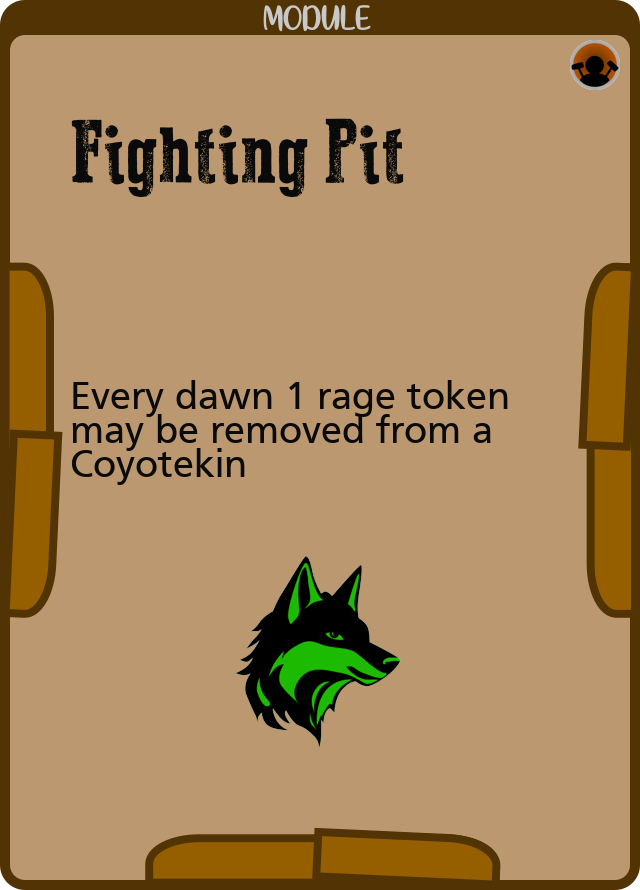 MODULE
Fighting Pit
Every dawn 1 rage token
may be removed from a
Coyotekin